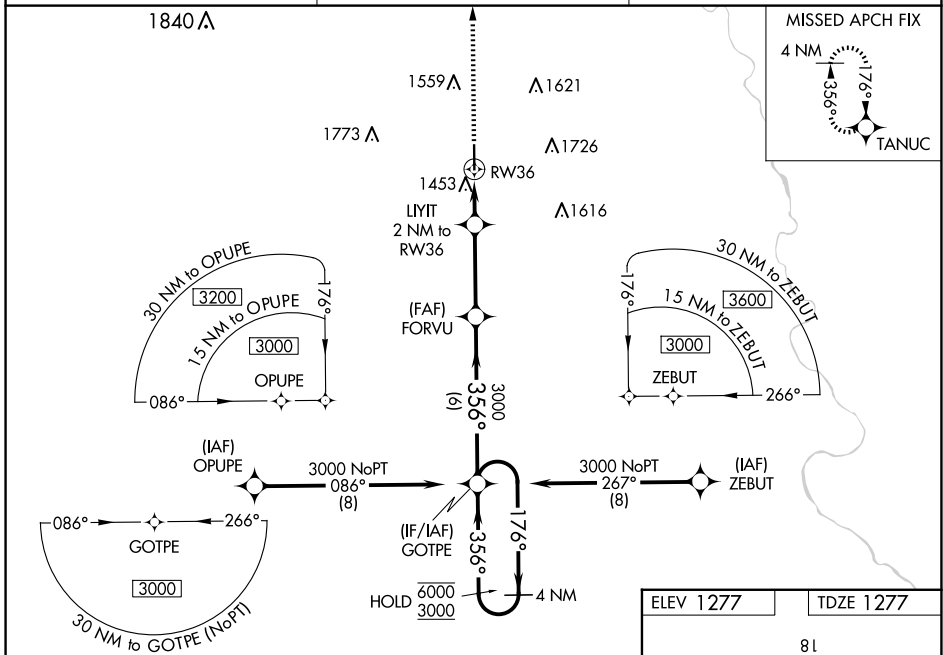 1840
MISSED APCH FIX
4 NM
356°
176°
TANUC
1559
1621
1773
1726
RW36
1453
LIYIT
2 NM to
RW36
1616
30 NM to OPUPE
3200
176°
15 NM to OPUPE
3000
OPUPE
086°
(FAF)
FORVU
30 NM to ZEBUT
3600
176°
15 NM to ZEBUT
3000
ZEBUT
266°
3000
356°
(6)
(IAF)
OPUPE
3000 NoPT
086°
(8)
3000 NoPT
267°
(8)
(IAF)
ZEBUT
(IF/IAF)
GOTPE
356°
176°
086°
266°
GOTPE
3000
30 NM to GOTPE (NoPT)
HOLD 6000
3000
4 NM
ELEV 1277
TDZE 1277
18